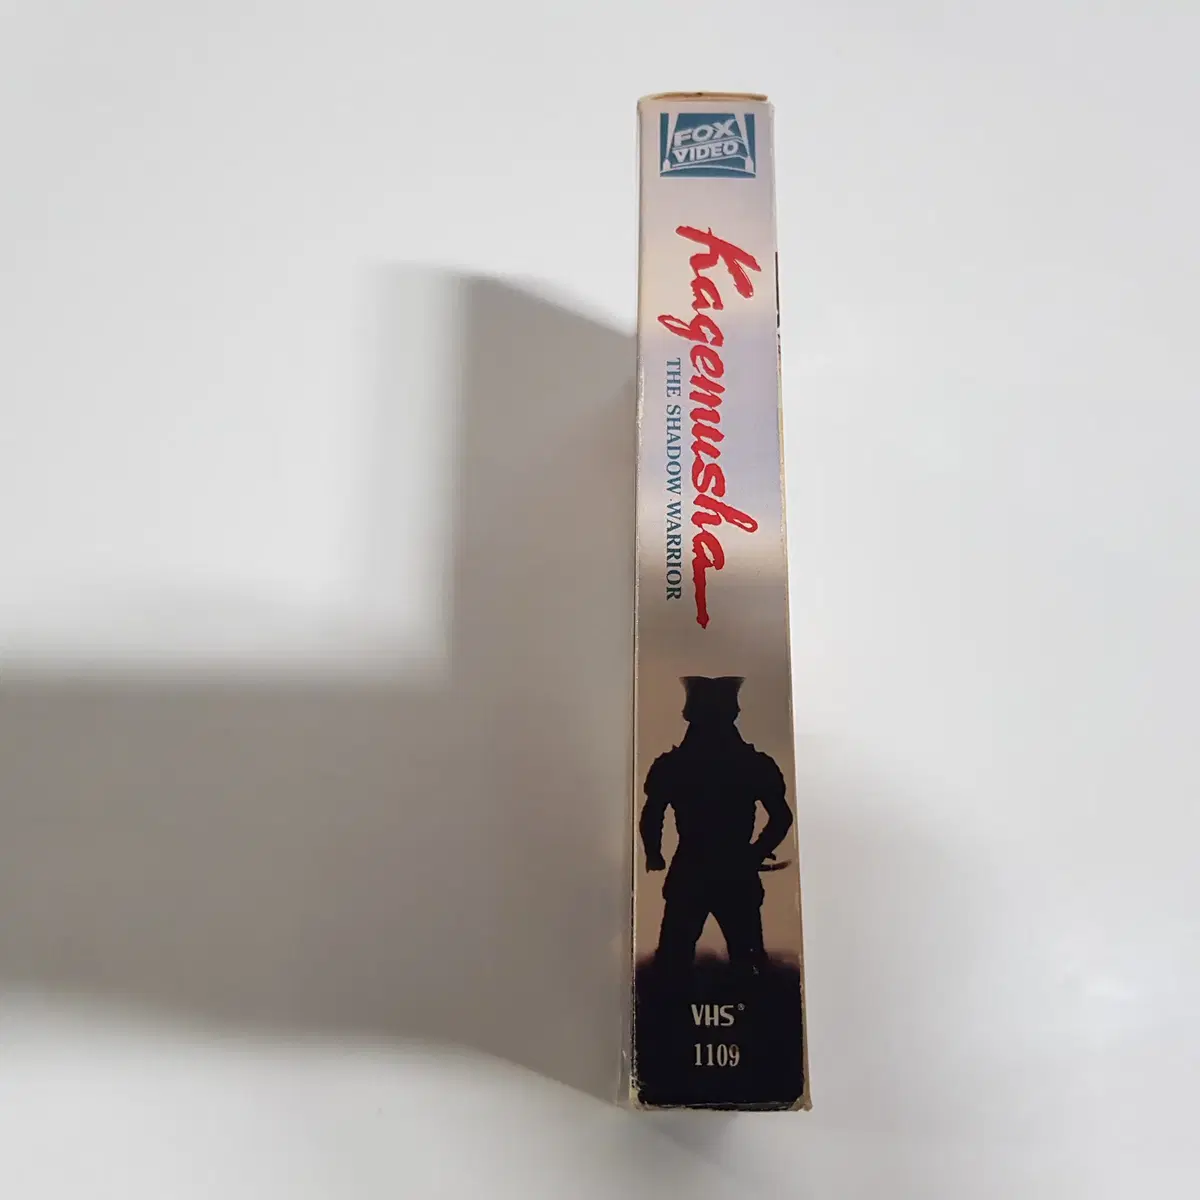 FOX
VIDEO
Kagemusha
THE SHADOW WARRIOR
VHS®
1109